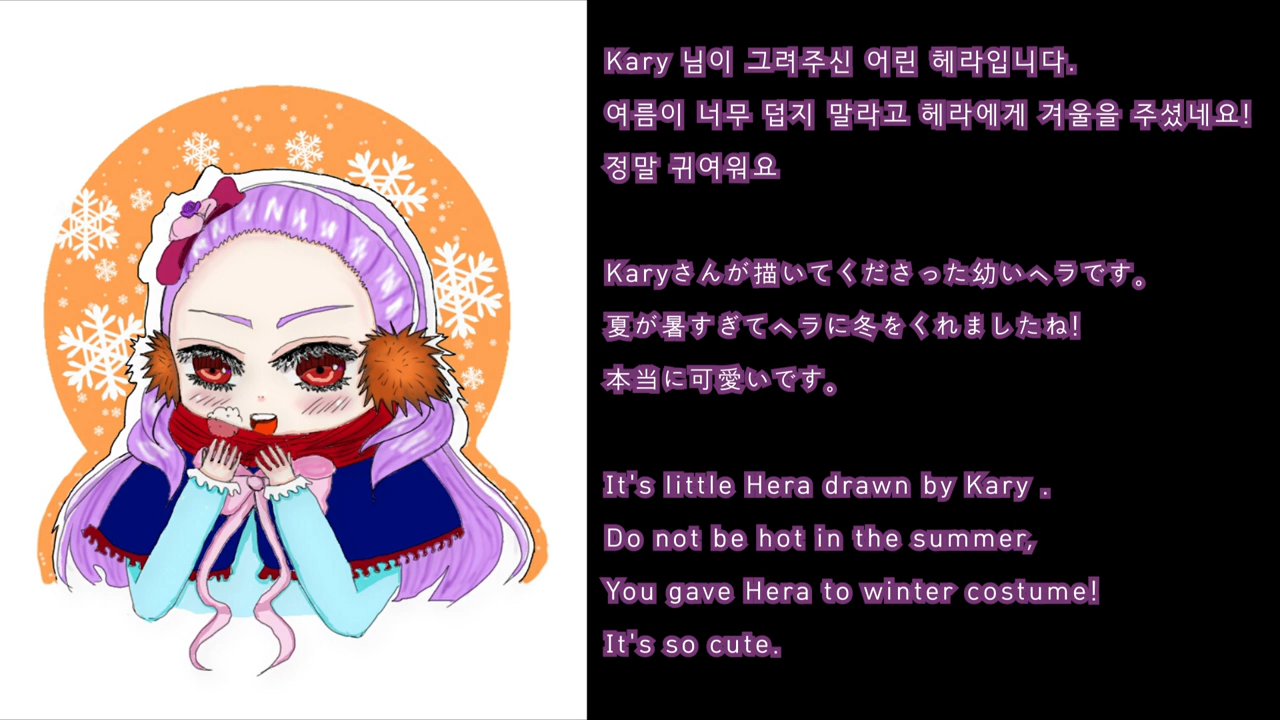 Kary 님이 그려주신 어린 헤라입니다.
여름이 너무 덥지 말라고 헤라에게 겨울을 주셨네요!
정말 귀여워요
Karyさんが描いてくださった幼いヘラです。
夏が暑すぎてヘラに冬をくれましたね!
本当に可愛いです。
It's little Hera drawn by Kary .
Do not be hot in the summer,
You gave Hera to winter costume!
It's so cute.